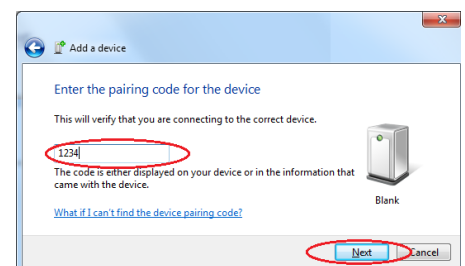 Add a device
Enter the pairing code for the device
This will verify that you are connecting to the correct device.
1234
The code is either displayed on your device or in the information that
came with the device.
Blank
What if I can't find the device pairing code?
Next
Cancel